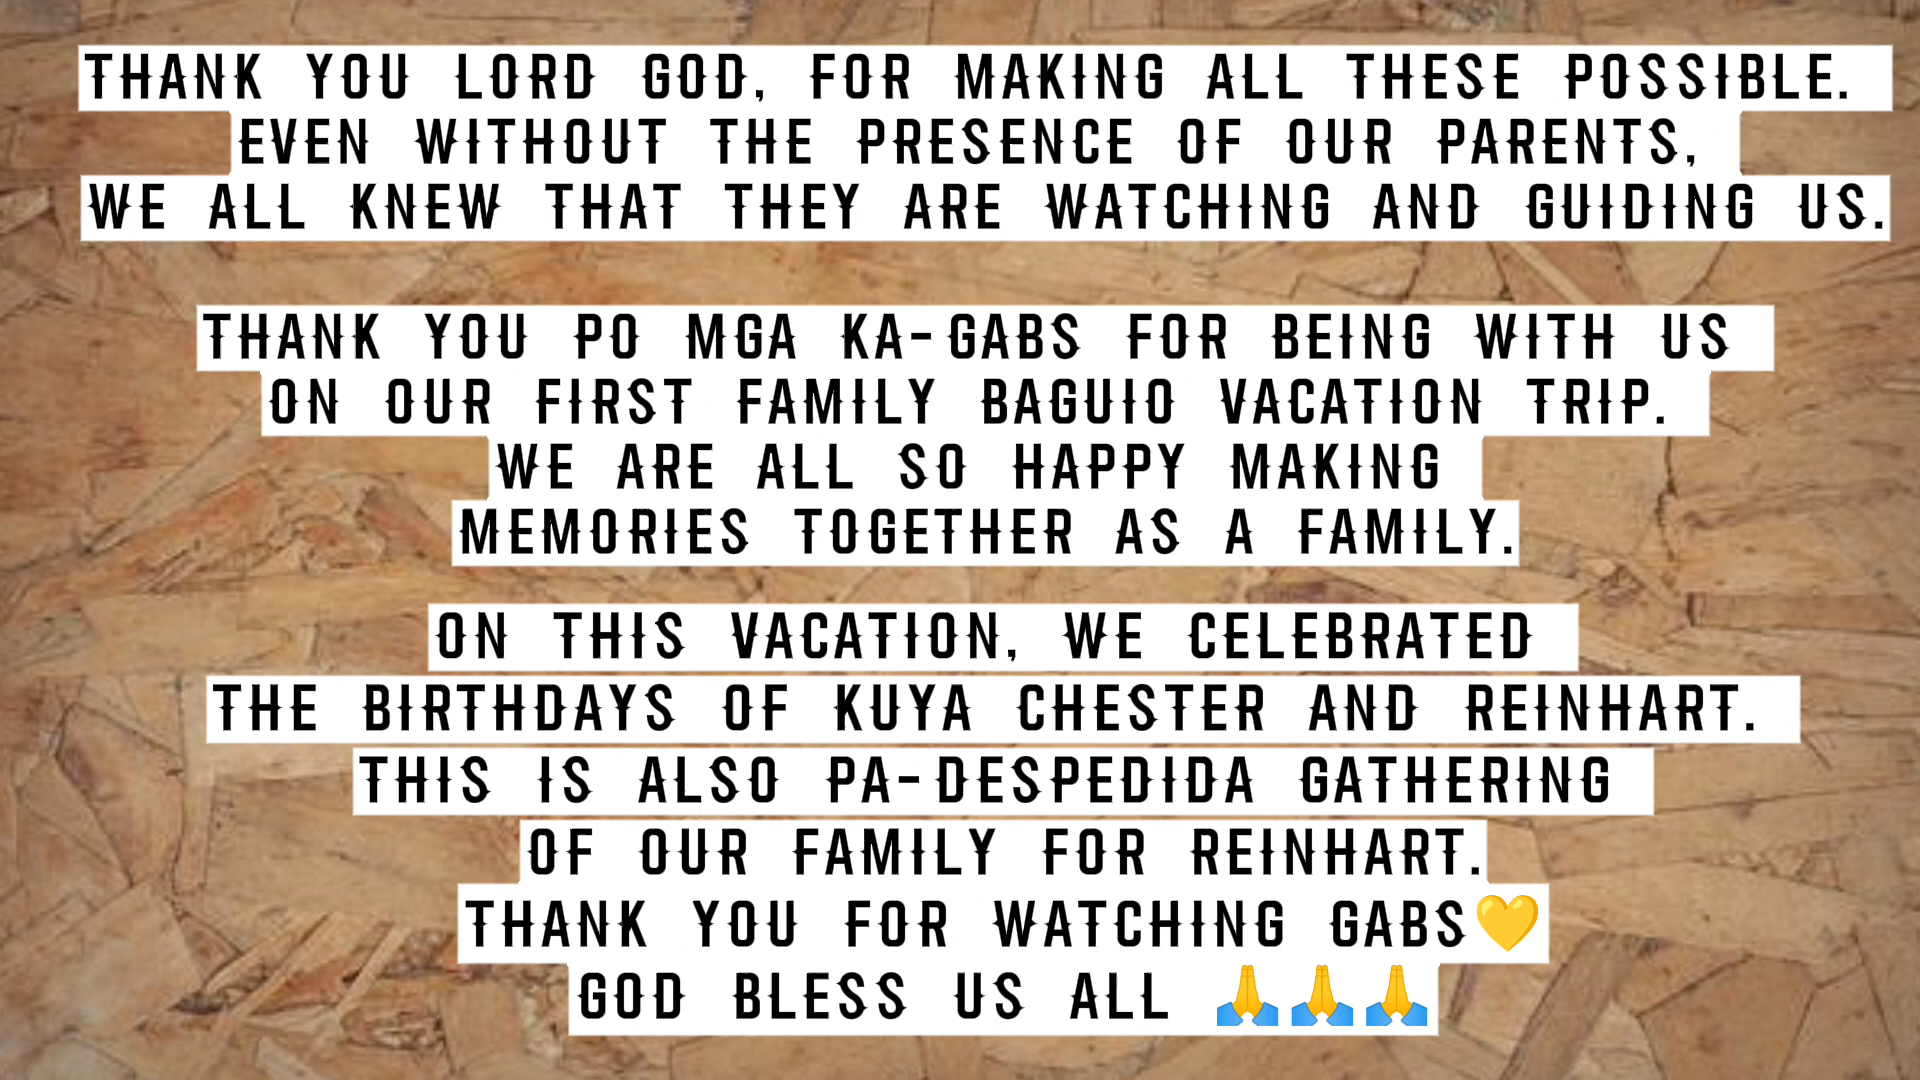 THANK YOU LORD GOD, FOR MAKING ALL THESE POSSIBLE.
EVEN WITHOUT THE PRESENCE OF OUR PARENTS,
WE ALL KNEW THAT THEY ARE WATCHING AND GUIDING US.
THANK YOU PO MGA KA-GABS FOR BEING WITH US
ON OUR FIRST FAMILY BAGUIO VACATION TRIP.
WE ARE ALL SO HAPPY MAKING
MEMORIES TOGETHER AS A FAMILY.
ON THIS VACATION, WE CELEBRATED
THE BIRTHDAYS OF KUYA CHESTER AND REINHART.
THIS IS ALSO PA-DESPEDIDA GATHERING
OF OUR FAMILY FOR REINHART.
THANK YOU FOR WATCHING GABS💛
GOD BLESS US ALL 🙏🙏🙏